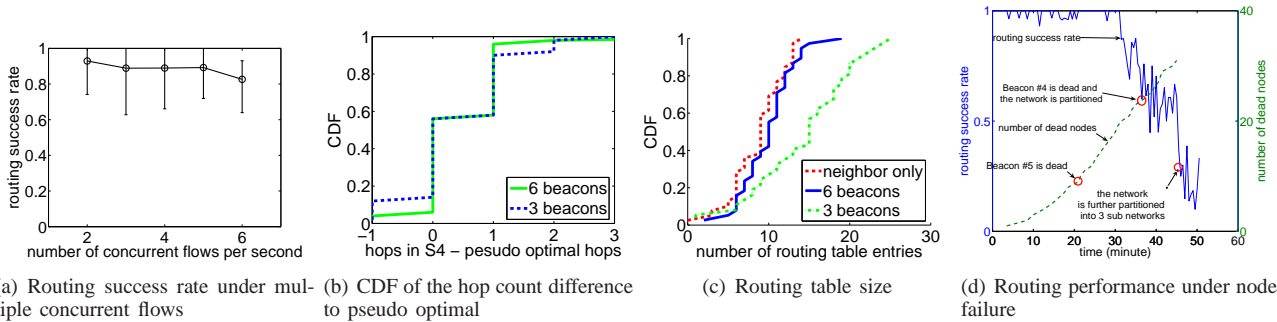 routing success rate
1
0.8
0.6
0.4
0.2
0
2 3 4 5 6
number of concurrent flows per second
CDF
1
0.8
0.6
0.4
0.2
0
6 beacons
3 beacons
−1 0 1 2 3
hops in S4 − pesudo optimal hops
CDF
1
0.8
0.6
0.4
0.2
0
neighbor only
6 beacons
3 beacons
0 10 20 30
number of routing table entries
routing success rate
1
0.5
0
routing success rate
Beacon #4 is dead and
the network is partitioned
number of dead nodes
Beacon #5 is dead
the network
is further partitioned
into 3 sub networks
40
20
0
number of dead nodes
0 10 20 30 40 50 60
time (minute)
a) Routing success rate under mul-
iple concurrent flows
(b) CDF of the hop count difference
to pseudo optimal
(c) Routing table size
(d) Routing performance under node
failure